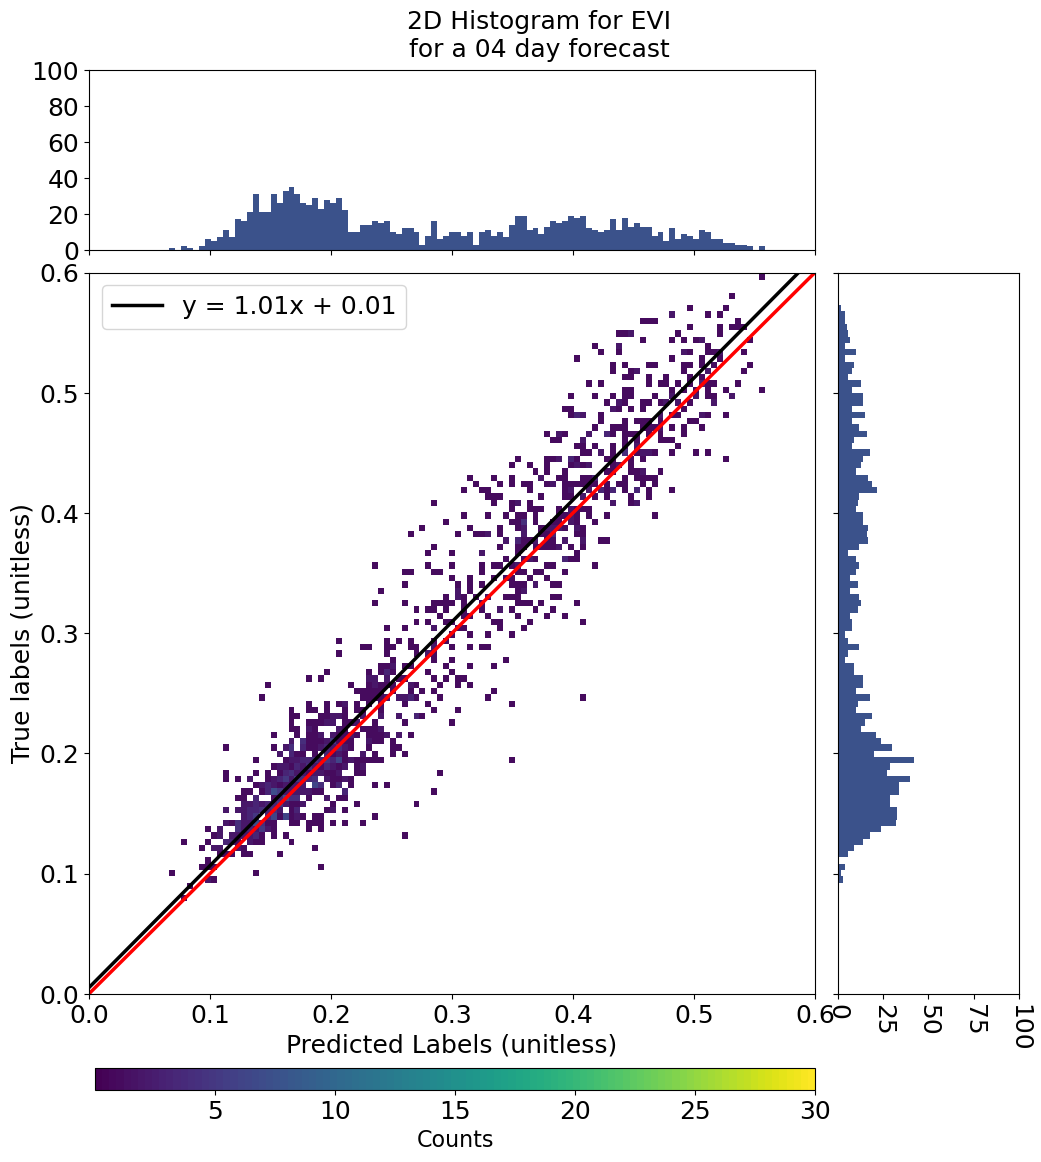 2D Histogram for EVI
for a 04 day forecast
100
80
60
40
20
0
0.6
0.5
0.4
0.3
0.2
0.1
0.0
True labels (unitless)
y = 1.01x + 0.01
0.0 0.1 0.2 0.3 0.4 0.5 0.6
Predicted Labels (unitless)
0 25 50 75 100
5 10 15 20 25 30
Counts